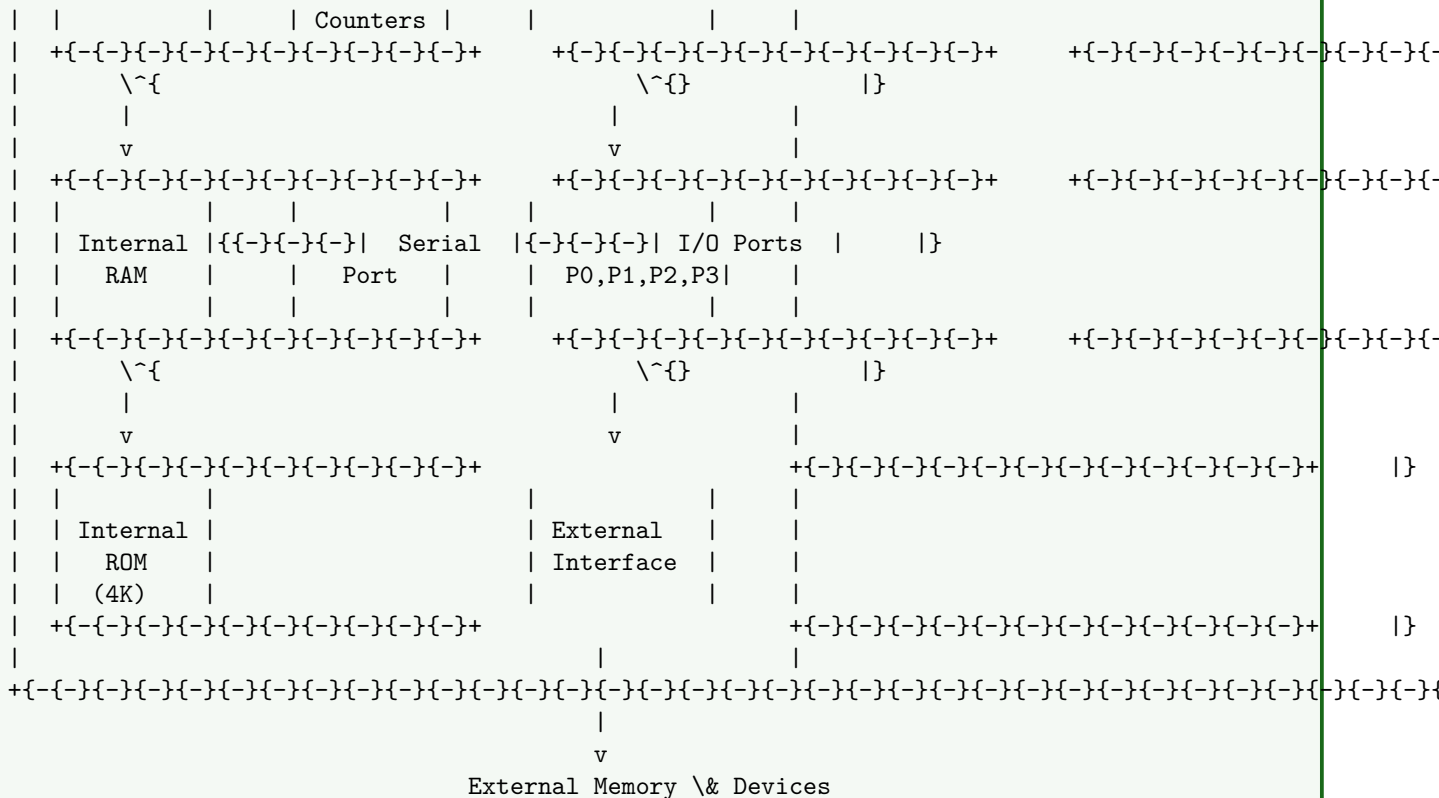 |  |          |     | Counters |     |            |     |
|  +{-{-}{-}{-}{-}{-}{-}{-}{-}{-}+     +{-}{-}{-}{-}{-}{-}{-}{-}{-}{-}+     +{-}{-}{-}{-}{-}{-}{-}{-}{-
|       \^{                                  \^{}            |}
|       |                                  |            |
|       v                                  v            |
|  +{-{-}{-}{-}{-}{-}{-}{-}{-}{-}+     +{-}{-}{-}{-}{-}{-}{-}{-}{-}{-}+     +{-}{-}{-}{-}{-}{-}{-}{-}{-
|  |          |     |          |     |            |     |
|  | Internal |{{-}{-}{-}|  Serial  |{-}{-}{-}| I/O Ports  |     |}
|  |   RAM    |     |   Port   |     |  P0,P1,P2,P3|    |
|  |          |     |          |     |            |     |
|  +{-{-}{-}{-}{-}{-}{-}{-}{-}{-}+     +{-}{-}{-}{-}{-}{-}{-}{-}{-}{-}+     +{-}{-}{-}{-}{-}{-}{-}{-}{-
|       \^{                                  \^{}            |}
|       |                                  |            |
|       v                                  v            |
|  +{-{-}{-}{-}{-}{-}{-}{-}{-}{-}+                      +{-}{-}{-}{-}{-}{-}{-}{-}{-}{-}{-}{-}+     |}
|  |          |                      |            |     |
|  | Internal |                      | External   |     |
|  |   ROM    |                      | Interface  |     |
|  |  (4K)    |                      |            |     |
|  +{-{-}{-}{-}{-}{-}{-}{-}{-}{-}+                      +{-}{-}{-}{-}{-}{-}{-}{-}{-}{-}{-}{-}+     |}
|                                         |             |
+{-{-}{-}{-}{-}{-}{-}{-}{-}{-}{-}{-}{-}{-}{-}{-}{-}{-}{-}{-}{-}{-}{-}{-}{-}{-}{-}{-}{-}{-}{-}{-}{-}{
|
v
External Memory \& Devices